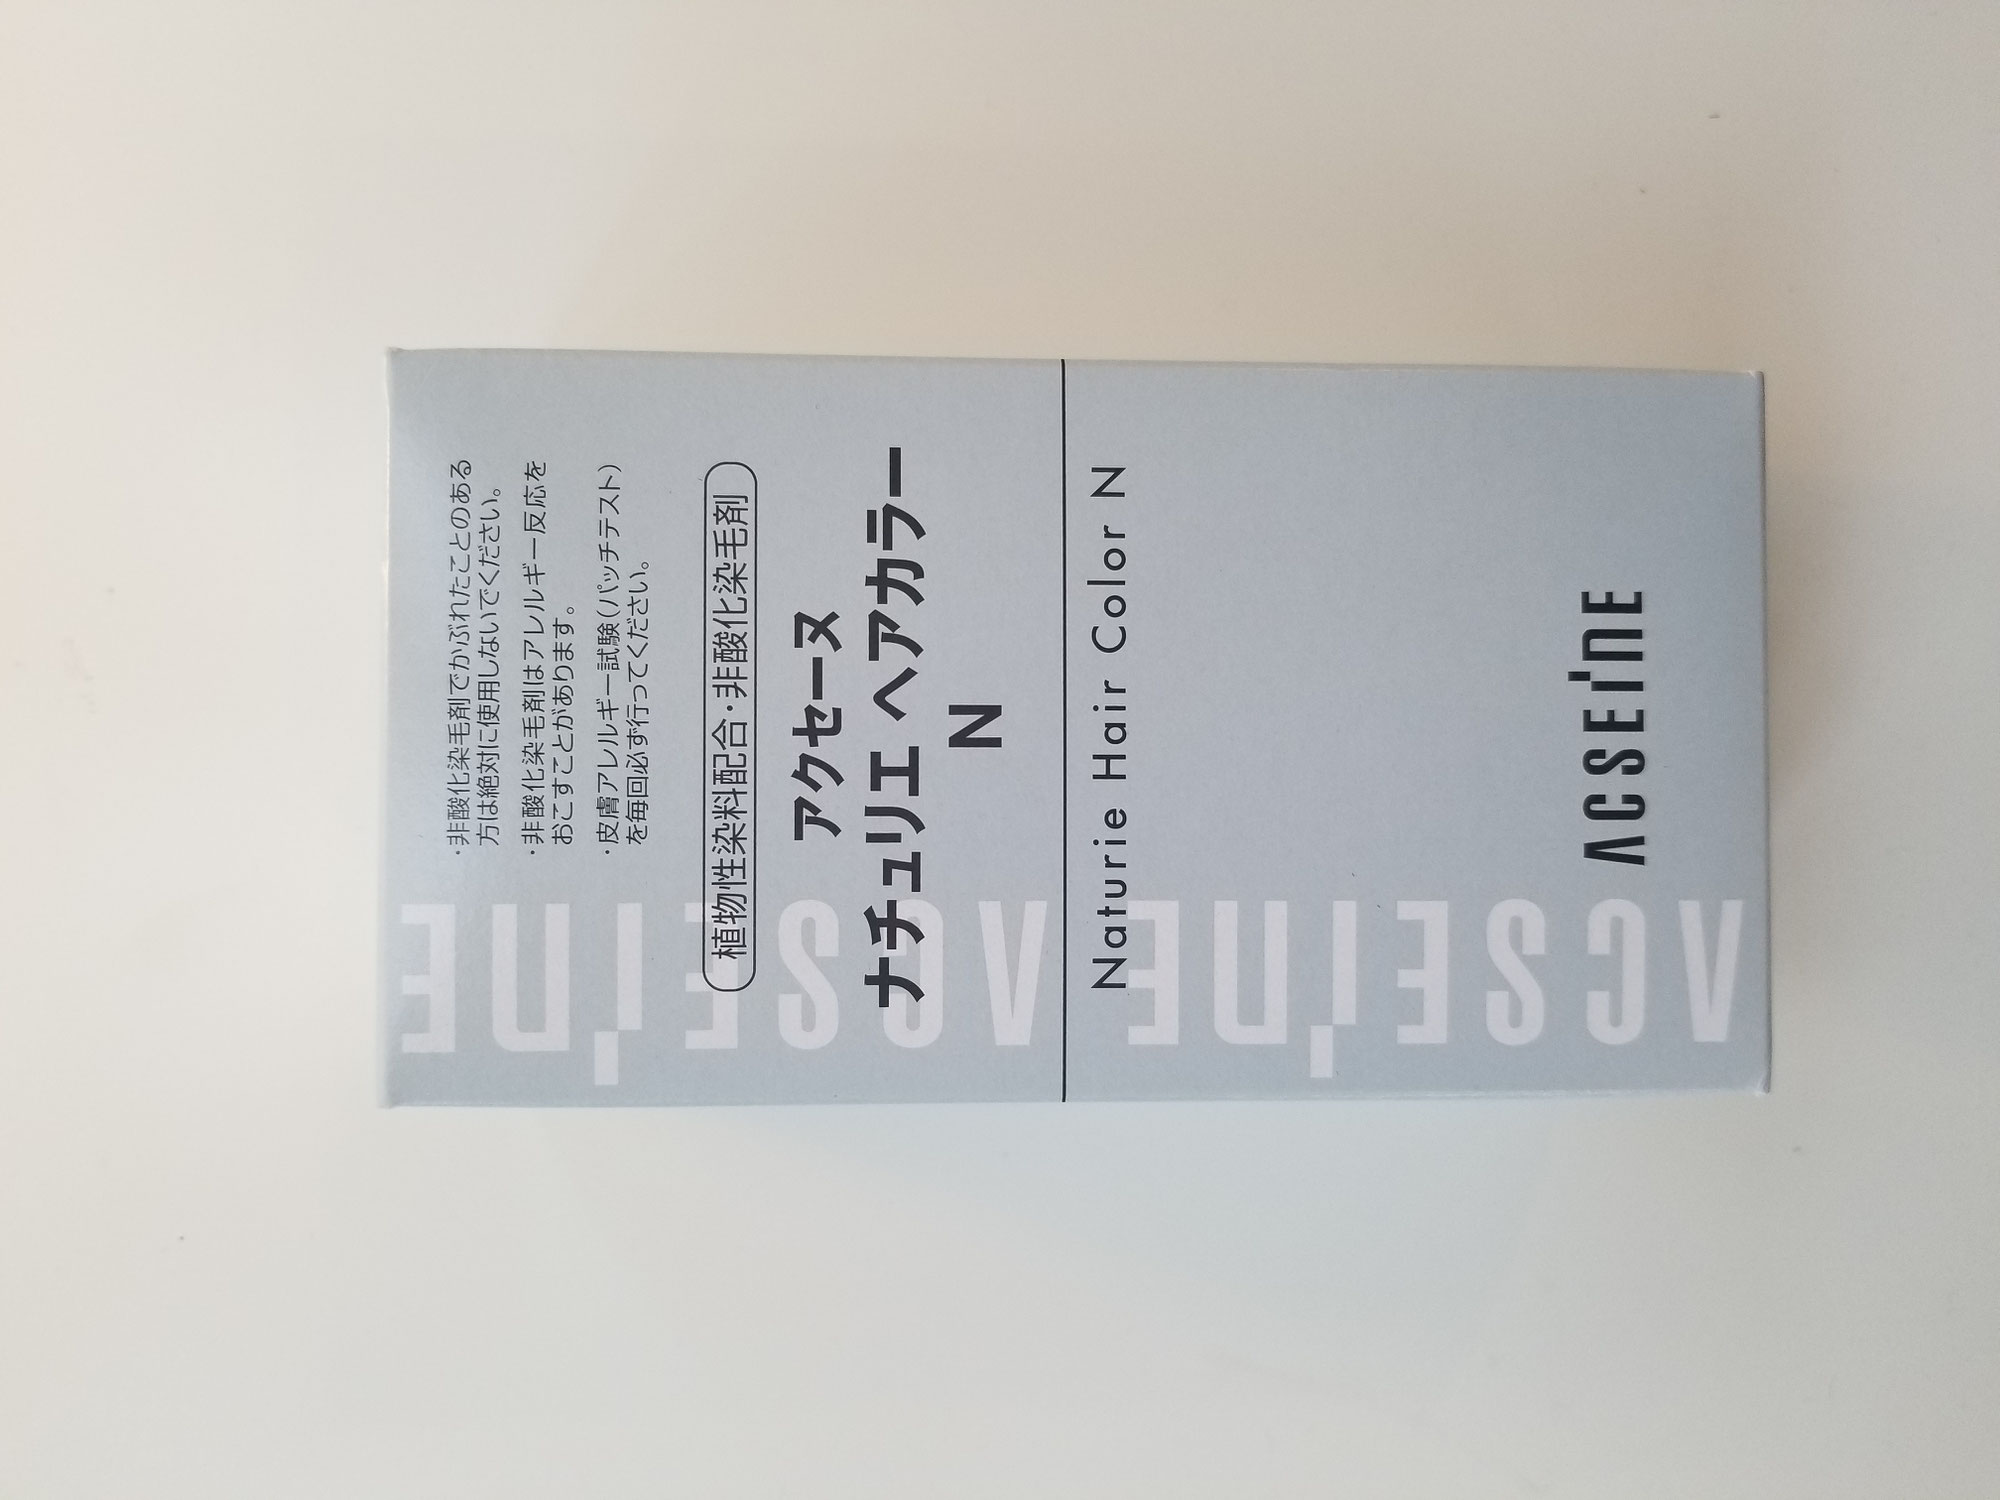 ・非酸化染毛剤でかぶれたことのある
方は絶対に使用しないでください。
・非酸化染毛剤はアレルギー反応を
おこすことがあります。
・皮膚アレルギー試験(パッチテスト)
を毎回必ず行ってください。
植物性染料配合・非酸化染毛剤
アクセーヌ
ナチュリエ ヘアカラー
N
Naturie Hair Color N
ACSEINE
ACSEINE
ACSEINE